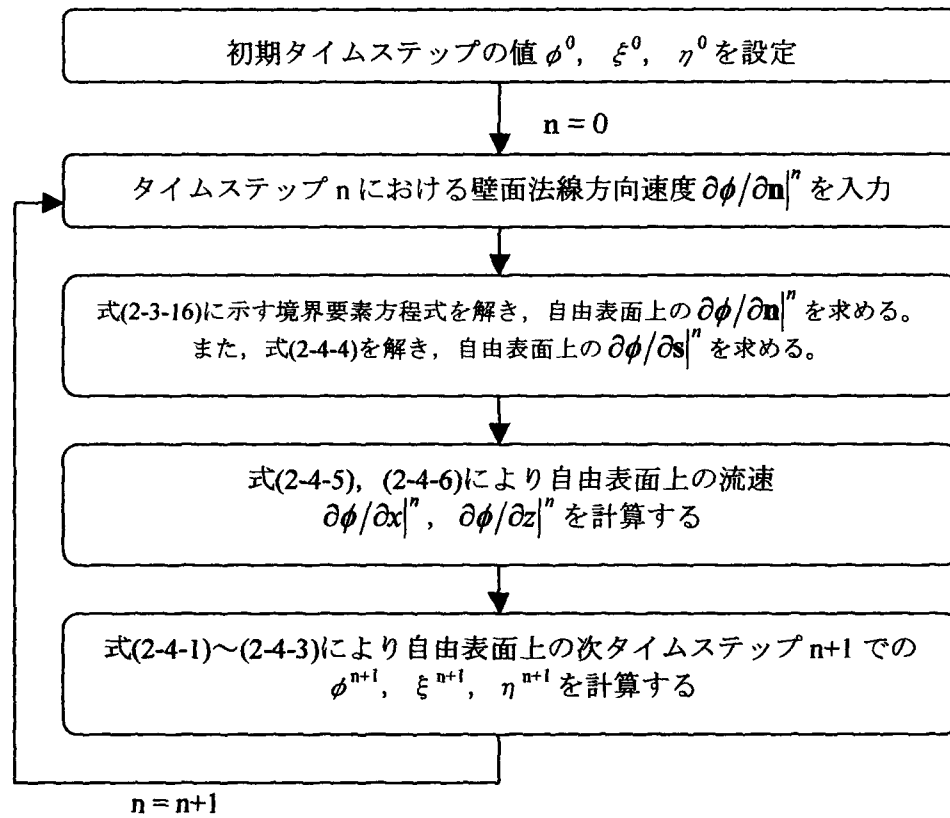 初期タイムステップの値 φ⁰, ξ⁰, η⁰ を設定
n = 0
タイムステップ n における壁面法線方向速度 ∂φ/∂n|ⁿ を入力
式(2-3-16)に示す境界要素方程式を解き，自由表面上の ∂φ/∂n|ⁿ を求める。
また，式(2-4-4)を解き，自由表面上の ∂φ/∂s|ⁿ を求める。
式(2-4-5)，(2-4-6)により自由表面上の流速
∂φ/∂x|ⁿ, ∂φ/∂z|ⁿ を計算する
式(2-4-1)～(2-4-3)により自由表面上の次タイムステップ n+1 での
φⁿ⁺¹, ξⁿ⁺¹, ηⁿ⁺¹ を計算する
n = n+1